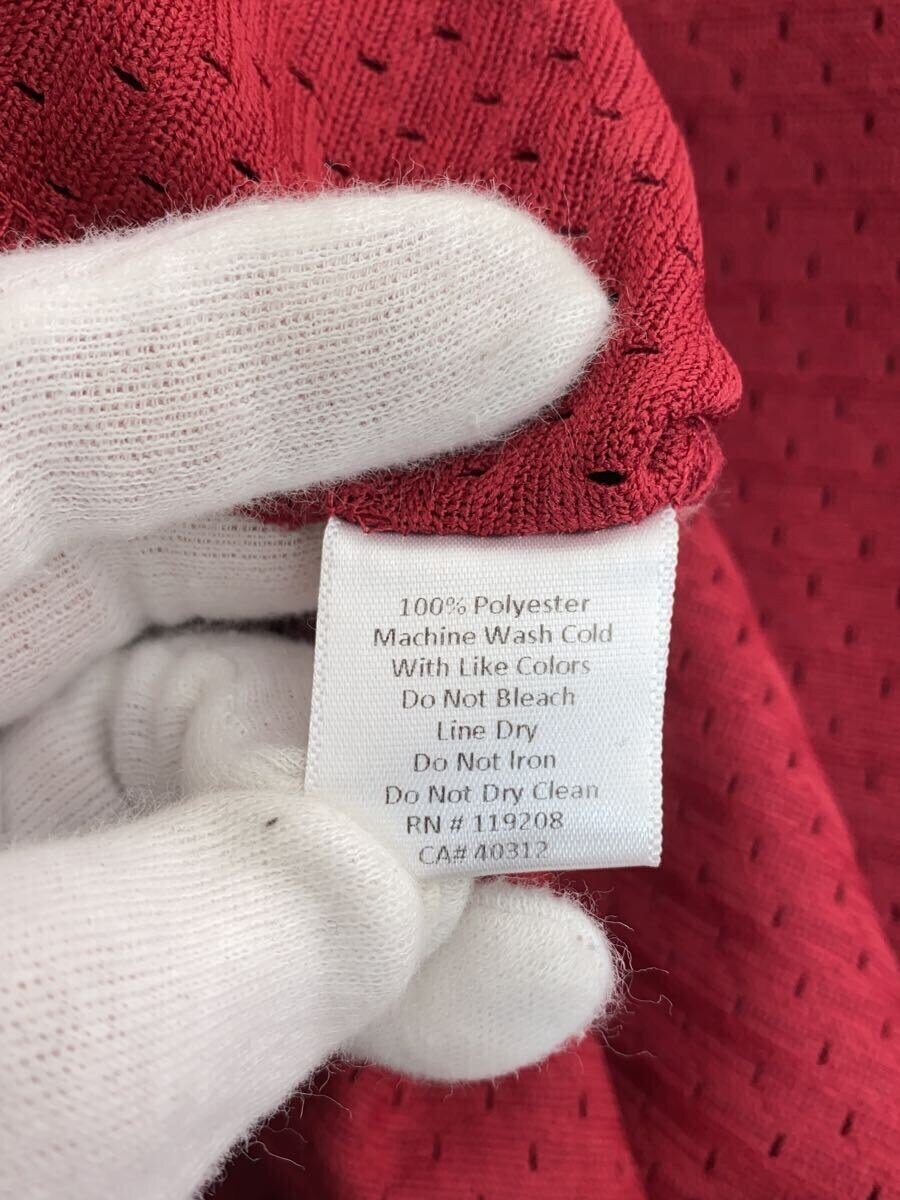 100% Polyester
Machine Wash Cold
With Like Colors
Do Not Bleach
Line Dry
Do Not Iron
Do Not Dry Clean
RN # 119208
CA# 40312